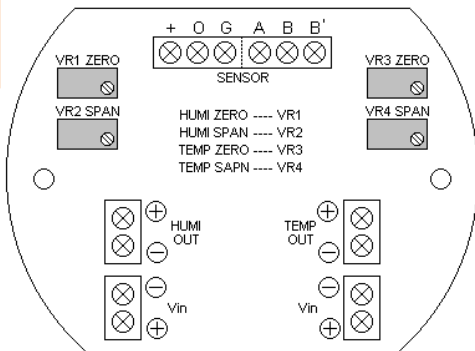 + O G A B B'
SENSOR
VR1 ZERO
VR2 SPAN
VR3 ZERO
VR4 SPAN
HUMI ZERO ---- VR1
HUMI SPAN ---- VR2
TEMP ZERO ---- VR3
TEMP SAPN ---- VR4
+
HUMI
OUT
−
TEMP
OUT
+
−
−
Vin
+
Vin
−
+